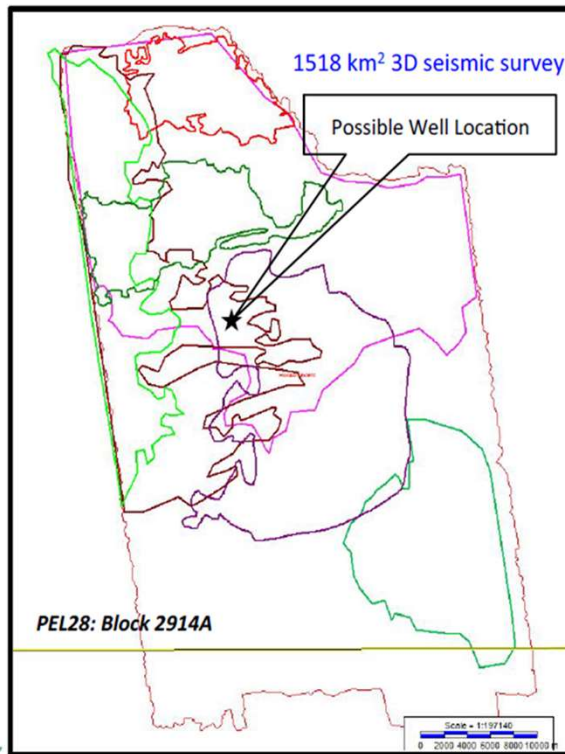 1518 km² 3D seismic survey
Possible Well Location
PEL28: Block 2914A
Scale = 1:197140
0 2000 4000 6000 8000 10000 m